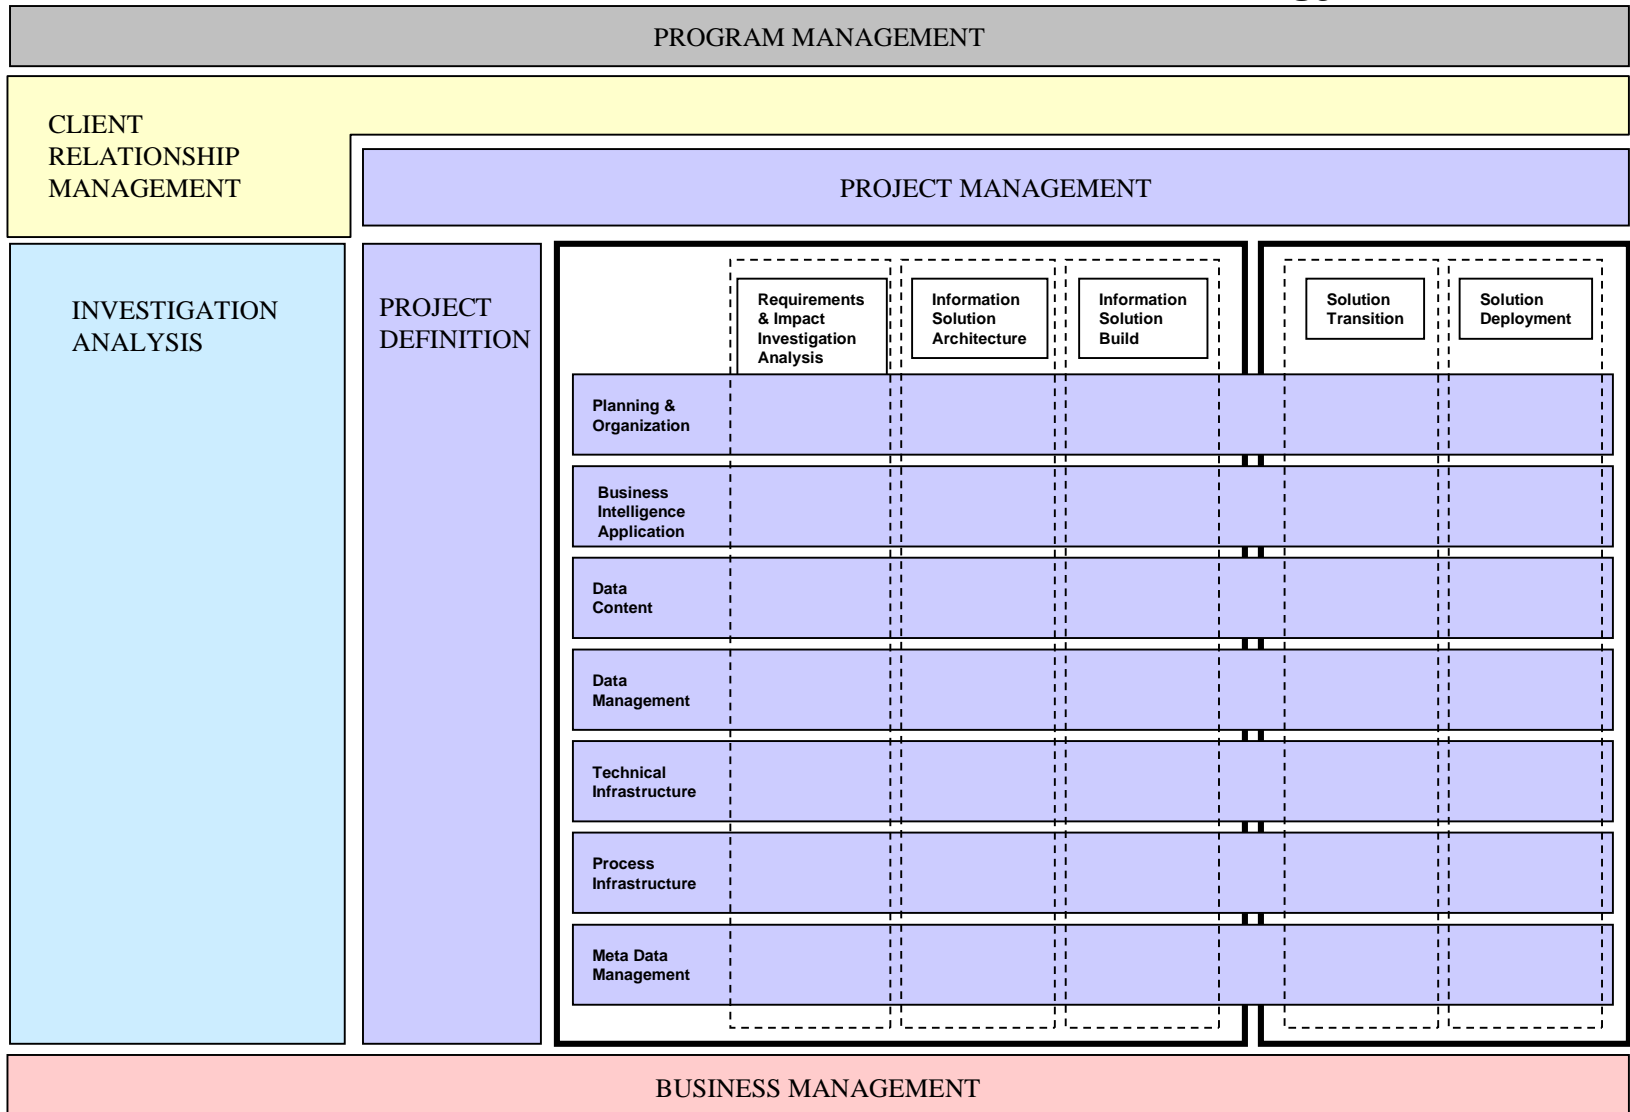 PROGRAM MANAGEMENT
CLIENT
RELATIONSHIP
MANAGEMENT
PROJECT MANAGEMENT
INVESTIGATION
ANALYSIS
PROJECT
DEFINITION
Requirements
& Impact
Investigation
Analysis
Information
Solution
Architecture
Information
Solution
Build
Solution
Transition
Solution
Deployment
Planning &
Organization
Business
Intelligence
Application
Data
Content
Data
Management
Technical
Infrastructure
Process
Infrastructure
Meta Data
Management
BUSINESS MANAGEMENT